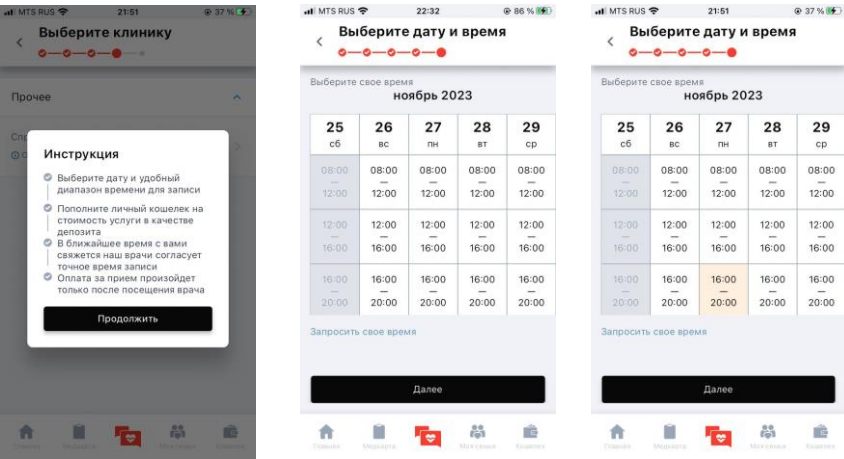 MTS RUS 21:51 37 %
Выберите клинику
Прочее
Инструкция
Выберите дату и удобный
диапазон времени для записи
Пополните личный кошелек на
стоимость услуги в качестве
депозита
В ближайшее время с вами
свяжется наш врачи согласует
точное время записи
Оплата за прием произойдет
только после посещения врача
Продолжить
MTS RUS 22:32 86 %
Выберите дату и время
Выберите свое время
ноябрь 2023
25 26 27 28 29
сб вс пн вт ср
08:00 08:00 08:00 08:00 08:00
— — — — —
12:00 12:00 12:00 12:00 12:00
12:00 12:00 12:00 12:00 12:00
— — — — —
16:00 16:00 16:00 16:00 16:00
16:00 16:00 16:00 16:00 16:00
— — — — —
20:00 20:00 20:00 20:00 20:00
Запросить свое время
Далее
Главная Медкарта Моя семья Кошелек
MTS RUS 21:51 37 %
Выберите дату и время
Выберите свое время
ноябрь 2023
25 26 27 28 29
сб вс пн вт ср
08:00 08:00 08:00 08:00 08:00
— — — — —
12:00 12:00 12:00 12:00 12:00
12:00 12:00 12:00 12:00 12:00
— — — — —
16:00 16:00 16:00 16:00 16:00
16:00 16:00 16:00 16:00 16:00
— — — — —
20:00 20:00 20:00 20:00 20:00
Запросить свое время
Далее
Главная Медкарта Моя семья Кошелек